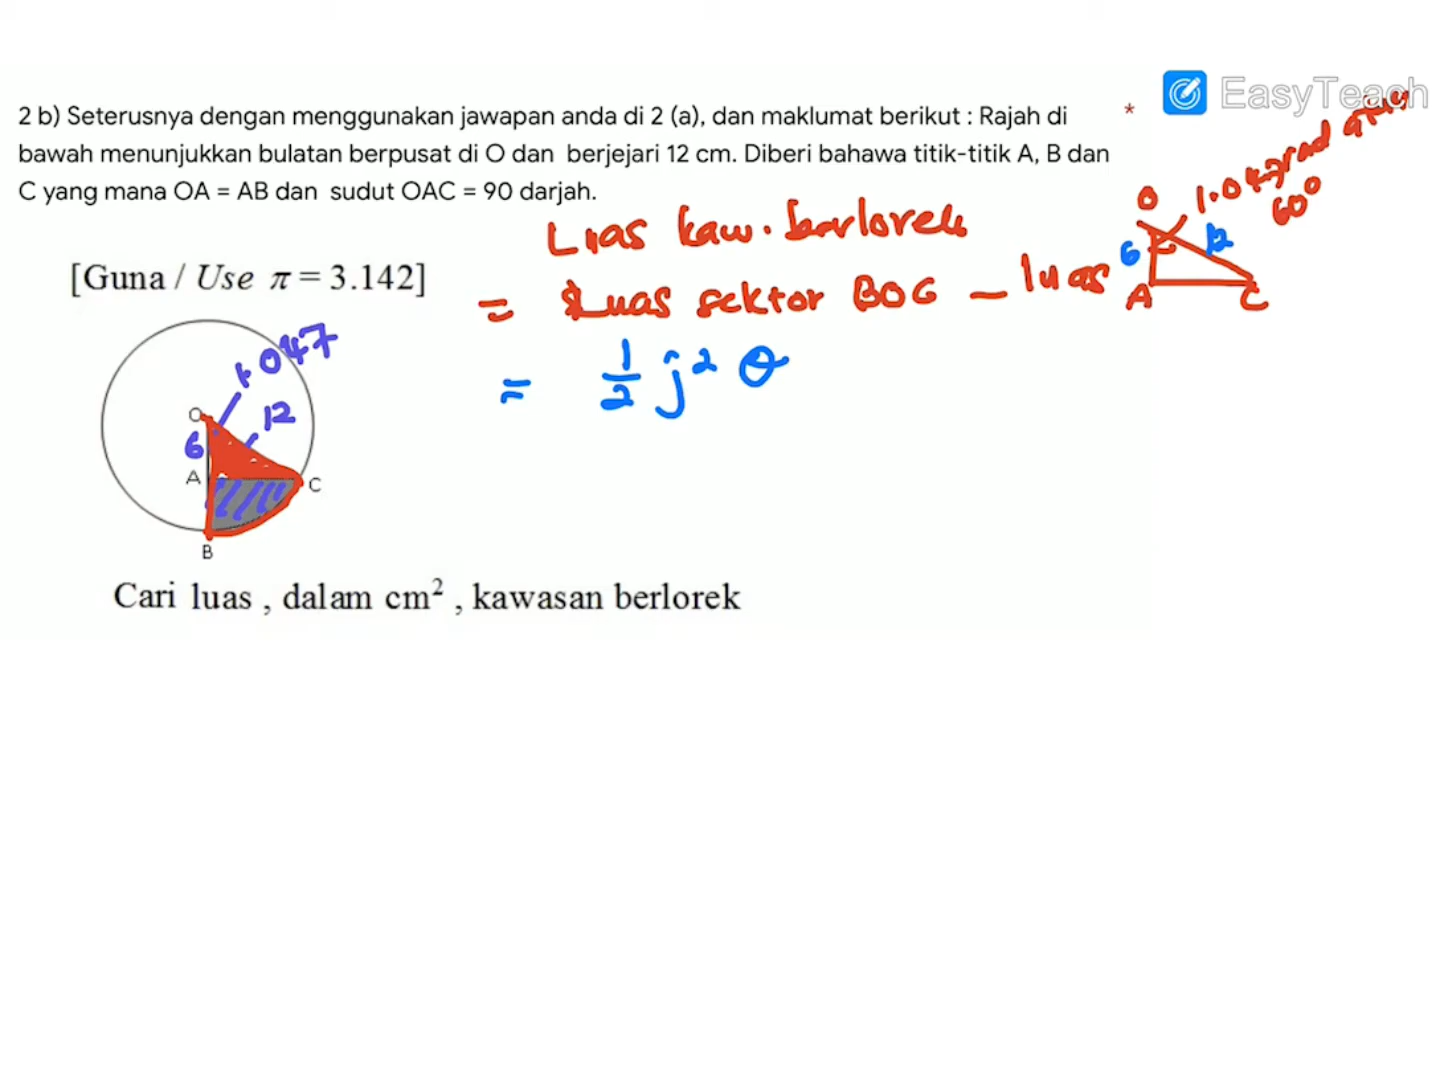 EasyTeach
2 b) Seterusnya dengan menggunakan jawapan anda di 2 (a), dan maklumat berikut : Rajah di *
bawah menunjukkan bulatan berpusat di O dan berjejari 12 cm. Diberi bahawa titik-titik A, B dan
C yang mana OA = AB dan sudut OAC = 90 darjah.
1.047 rad atau
60°
O
6
12
A
C
Luas kaw. berlorek
[Guna / Use π = 3.142]
= Luas sektor BOC – luas
= 1/2 j² θ
1.047
O
12
6
A
C
B
Cari luas , dalam cm² , kawasan berlorek